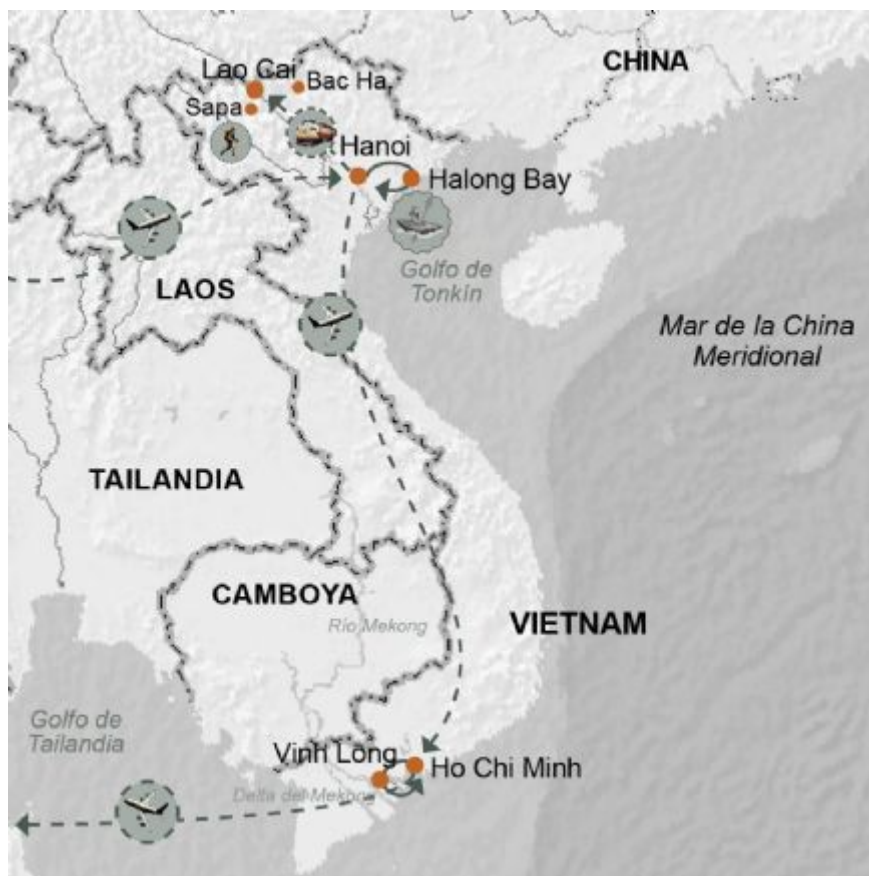 CHINA
Lao Cai
Bac Ha
Sapa
Hanoi
Halong Bay
Golfo de
Tonkín
LAOS
Mar de la China
Meridional
TAILANDIA
CAMBOYA
Río Mekong
VIETNAM
Golfo de
Tailandia
Vinh Long
Ho Chi Minh
Delta del Mekong